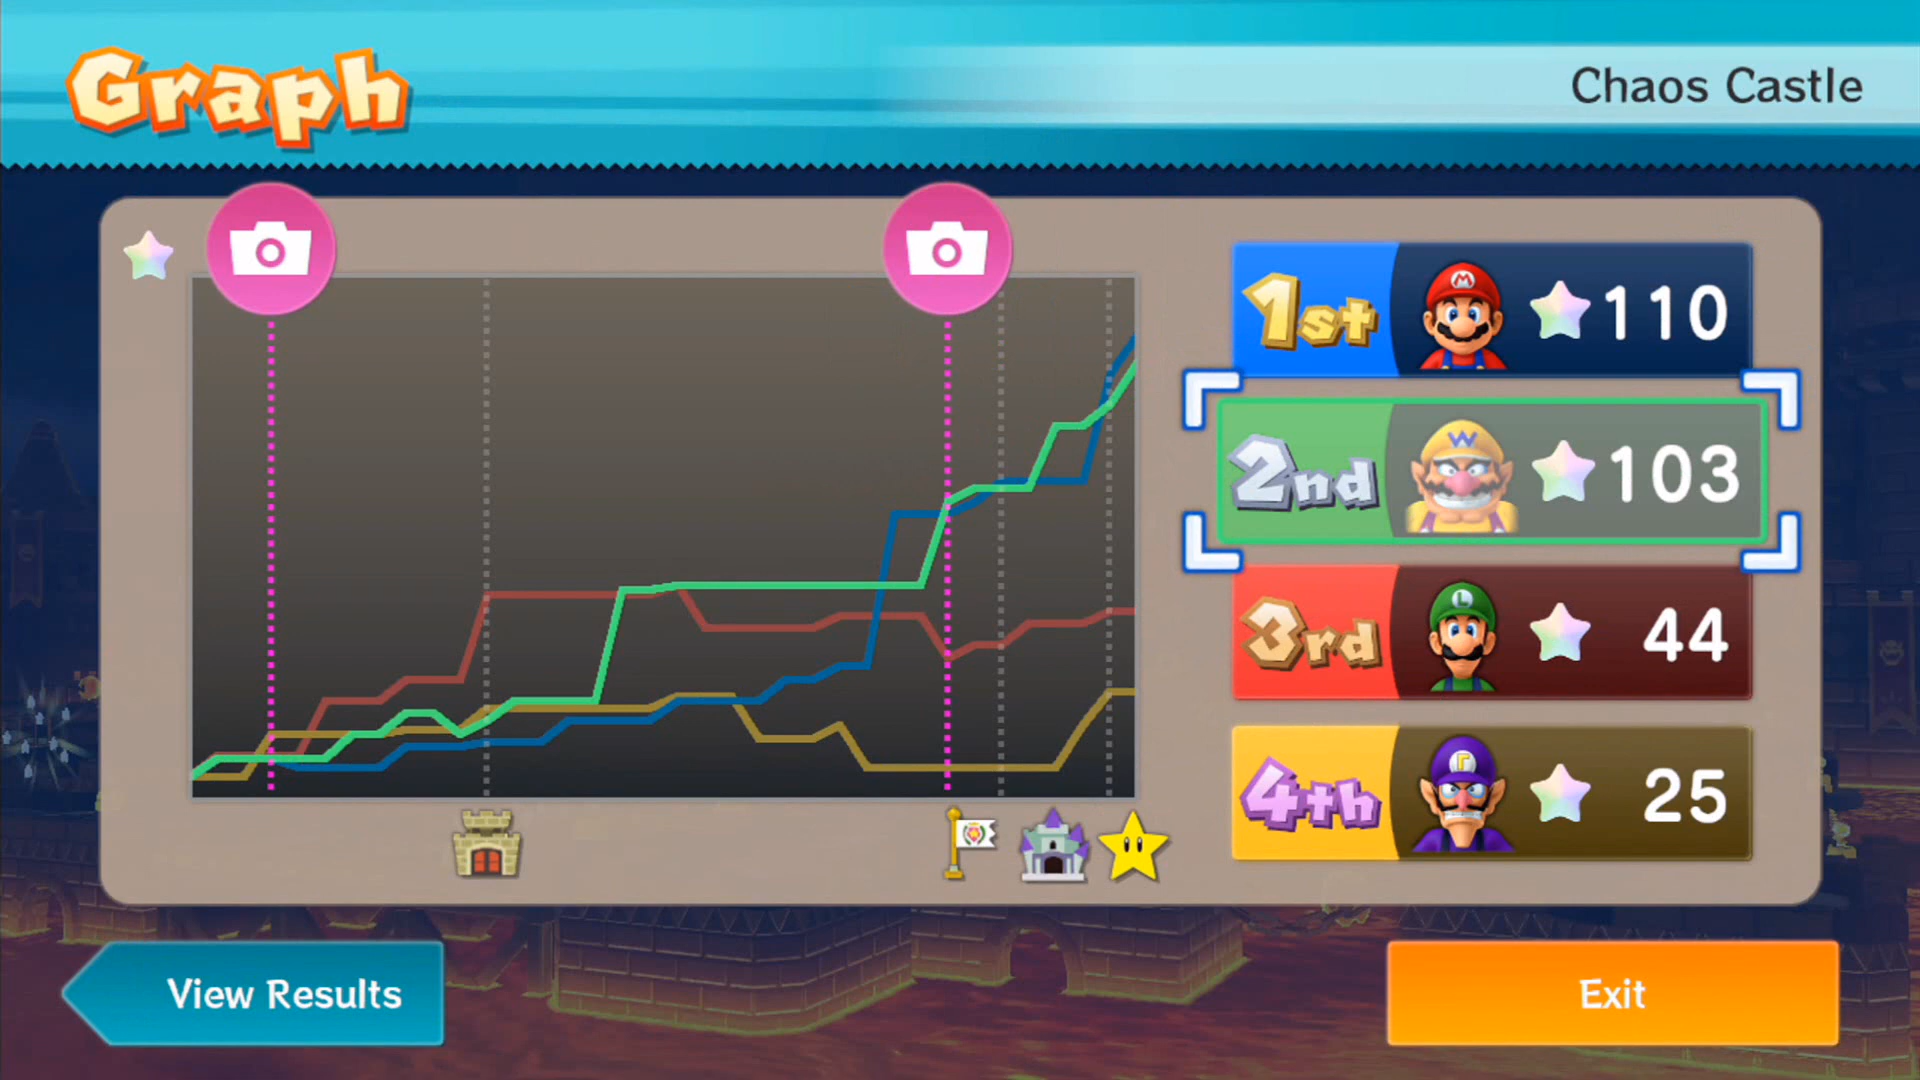 Graph
Chaos Castle
1st 110
2nd 103
3rd 44
4th 25
View Results
Exit